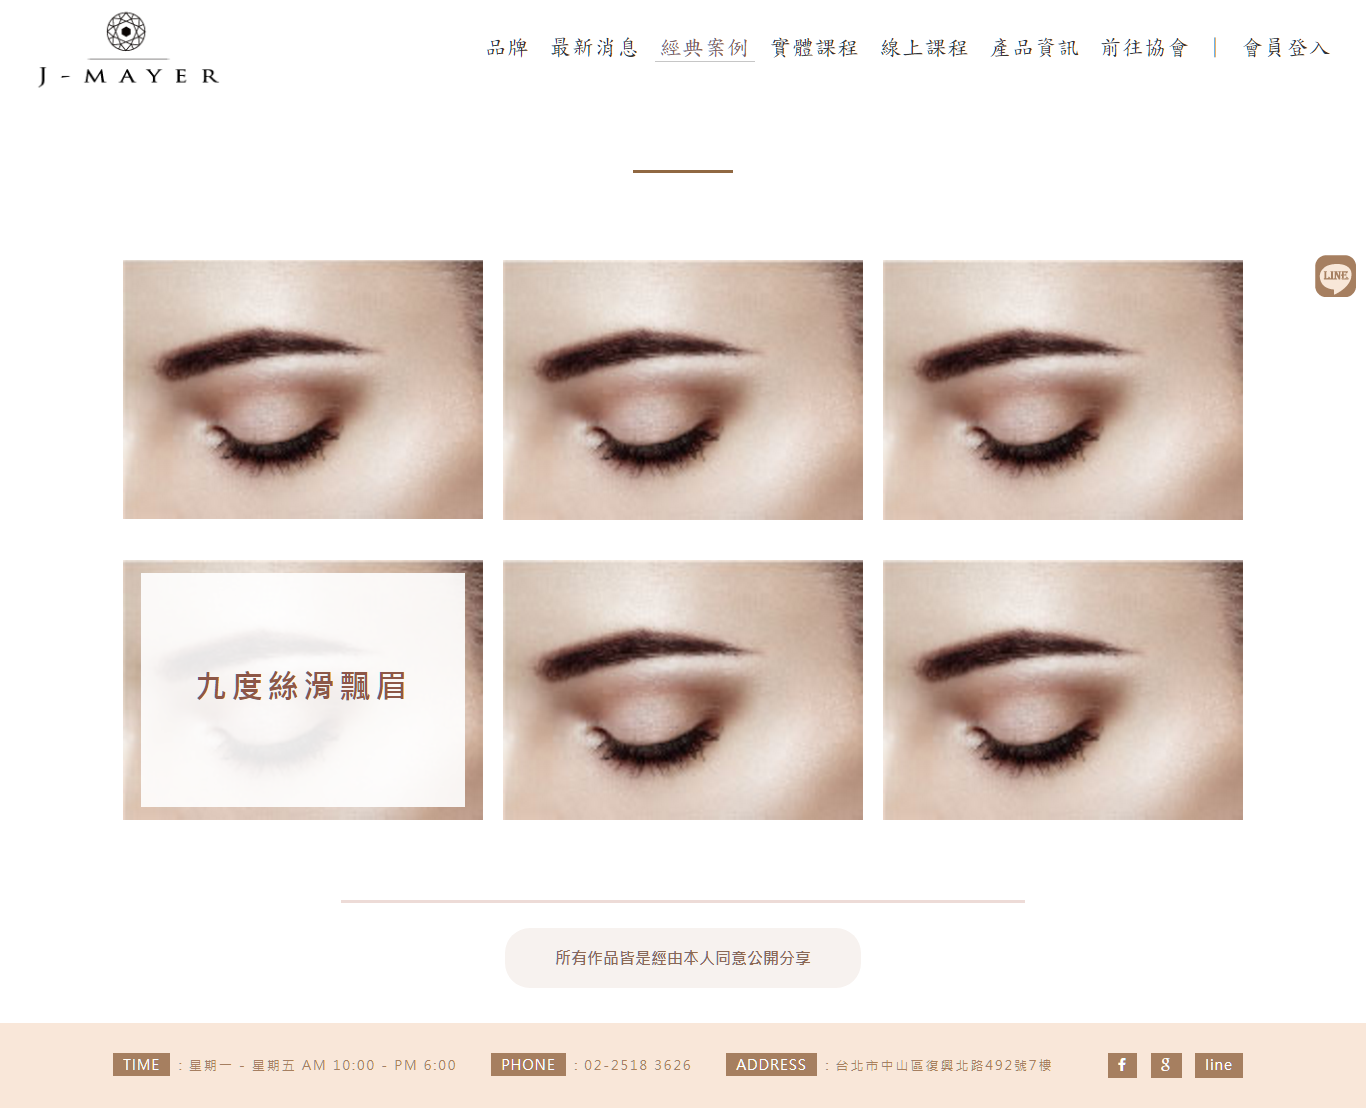 J - MAYER
品牌 最新消息 經典案例 實體課程 線上課程 產品資訊 前往協會 | 會員登入
LINE
九度絲滑飄眉
所有作品皆是經由本人同意公開分享
TIME : 星期一 - 星期五 AM 10:00 - PM 6:00 PHONE : 02-2518 3626 ADDRESS : 台北市中山區復興北路492號7樓 f g line